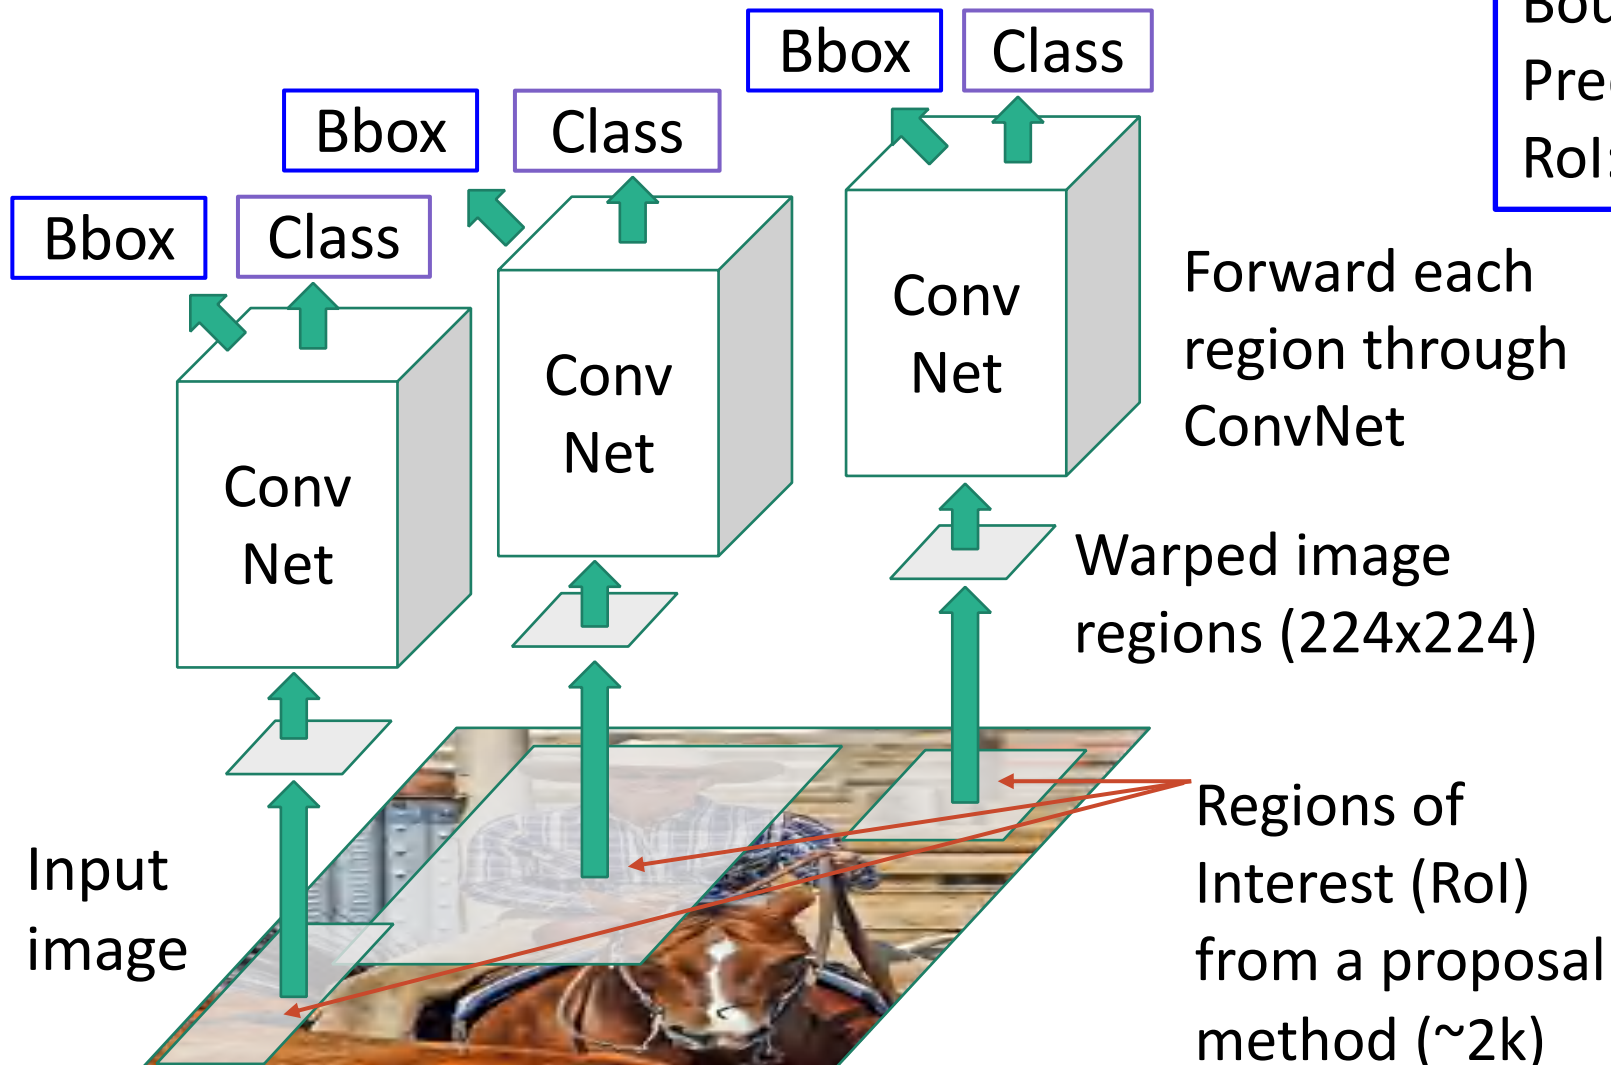 Bbox
Class
Bbox
Class
Bbox
Class
Conv
Net
Conv
Net
Conv
Net
Forward each
region through
ConvNet
Warped image
regions (224x224)
Input
image
Regions of
Interest (RoI)
from a proposal
method (~2k)